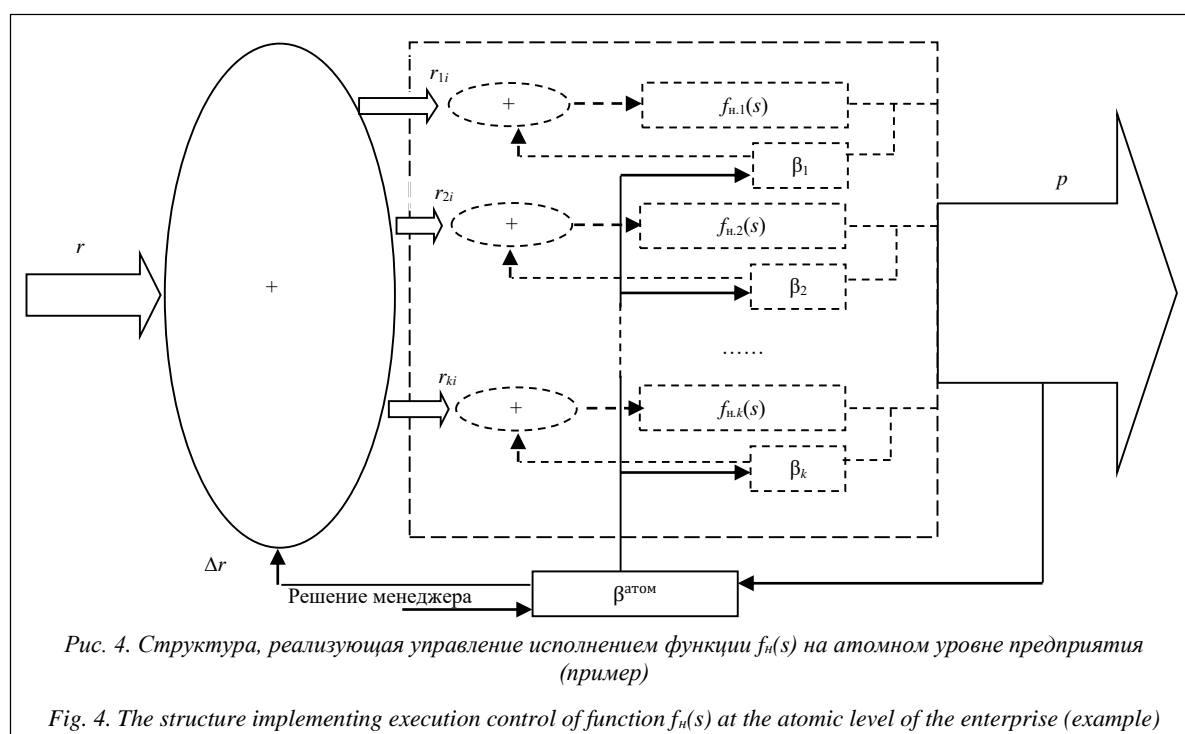 r₁ᵢ
+
fн.1(s)
β₁
p
r₂ᵢ
+
fн.2(s)
r
+
β₂
......
rₖᵢ
+
fн.k(s)
βₖ
Δr
Решение менеджера
βатом
Рис. 4. Структура, реализующая управление исполнением функции fн(s) на атомном уровне предприятия
(пример)
Fig. 4. The structure implementing execution control of function fн(s) at the atomic level of the enterprise (example)